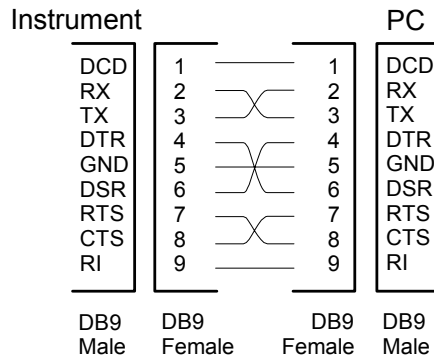 Instrument PC
DCD 1 1 DCD
RX 2 2 RX
TX 3 3 TX
DTR 4 4 DTR
GND 5 5 GND
DSR 6 6 DSR
RTS 7 7 RTS
CTS 8 8 CTS
RI 9 9 RI
DB9 DB9 DB9 DB9
Male Female Female Male